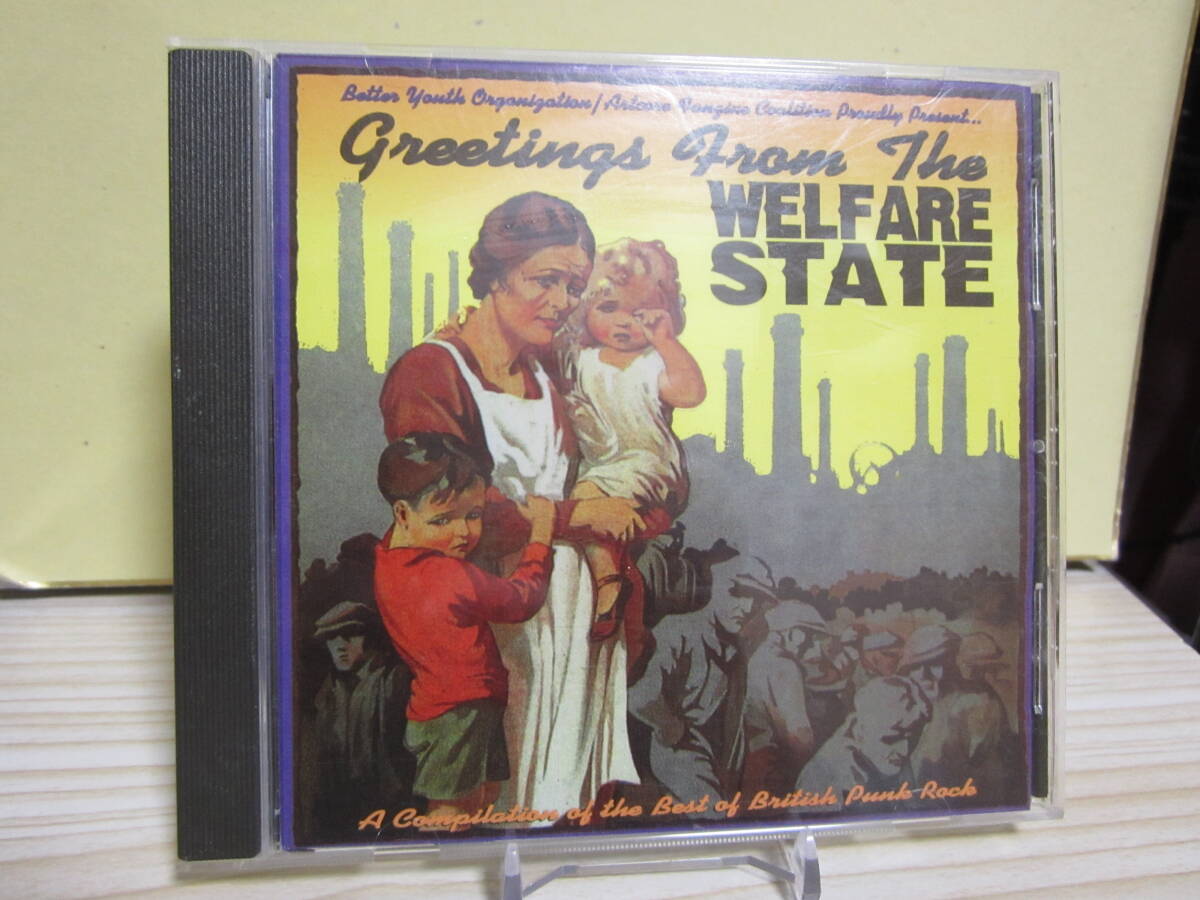 Better Youth Organization/Artcore Fanzine Coalition Proudly Present...
Greetings From The
WELFARE
STATE
A Compilation of the Best of British Punk Rock